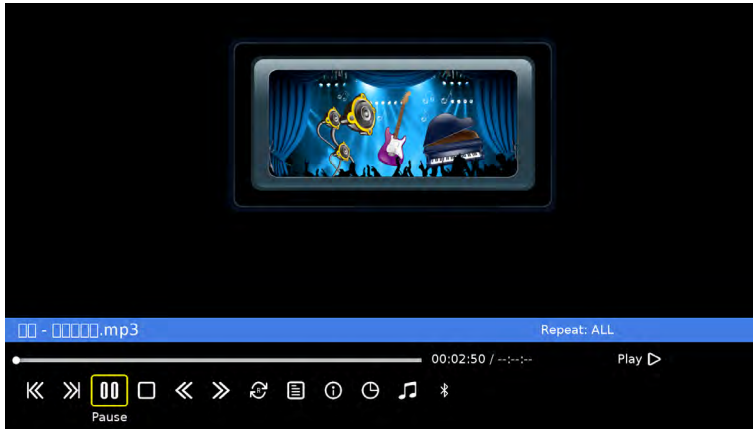 □□ - □□□□□.mp3
Repeat: ALL
00:02:50 / --:--:--
Play
Pause